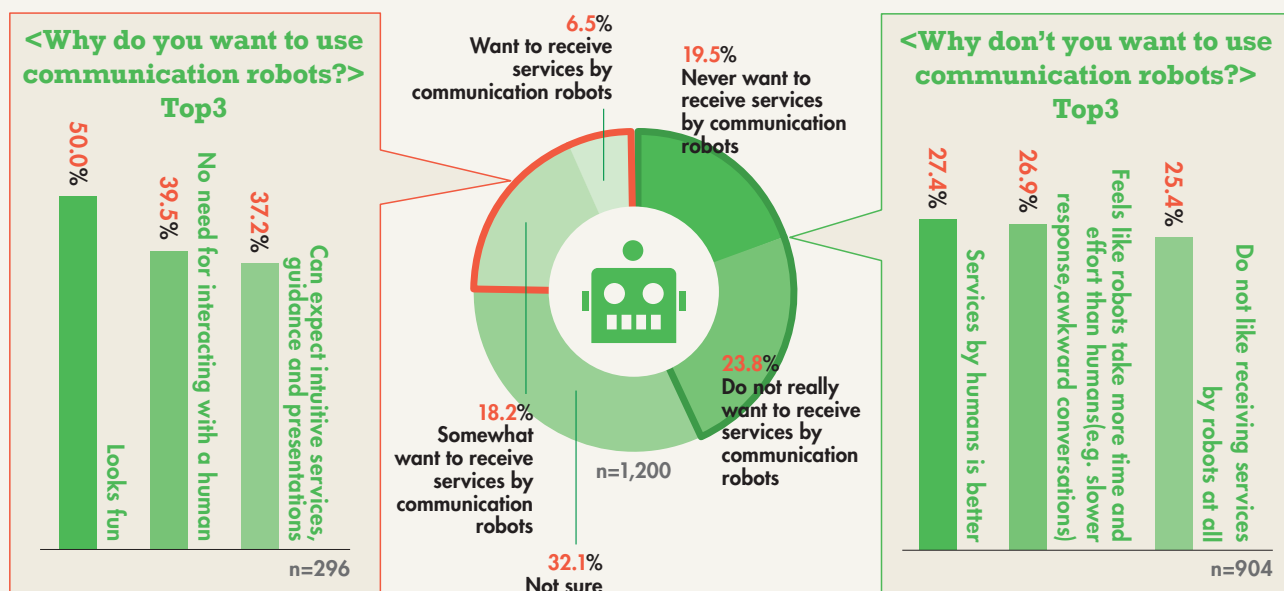 <Why do you want to use
communication robots?>
Top3
50.0%
Looks fun
39.5%
No need for interacting with a human
37.2%
Can expect intuitive services,
guidance and presentations
n=296
6.5%
Want to receive
services by
communication robots
19.5%
Never want to
receive services
by communication
robots
23.8%
Do not really
want to receive
services by
communication
robots
18.2%
Somewhat
want to receive
services by
communication
robots
n=1,200
32.1%
Not sure
<Why don’t you want to use
communication robots?>
Top3
27.4%
Services by humans is better
26.9%
Feels like robots take more time and
effort than humans(e.g. slower
response,awkward conversations)
25.4%
Do not like receiving services
by robots at all
n=904